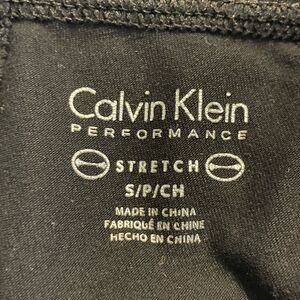 Calvin Klein
PERFORMANCE
STRETCH
S/P/CH
MADE IN CHINA
FABRIQUÉ EN CHINE
HECHO EN CHINA